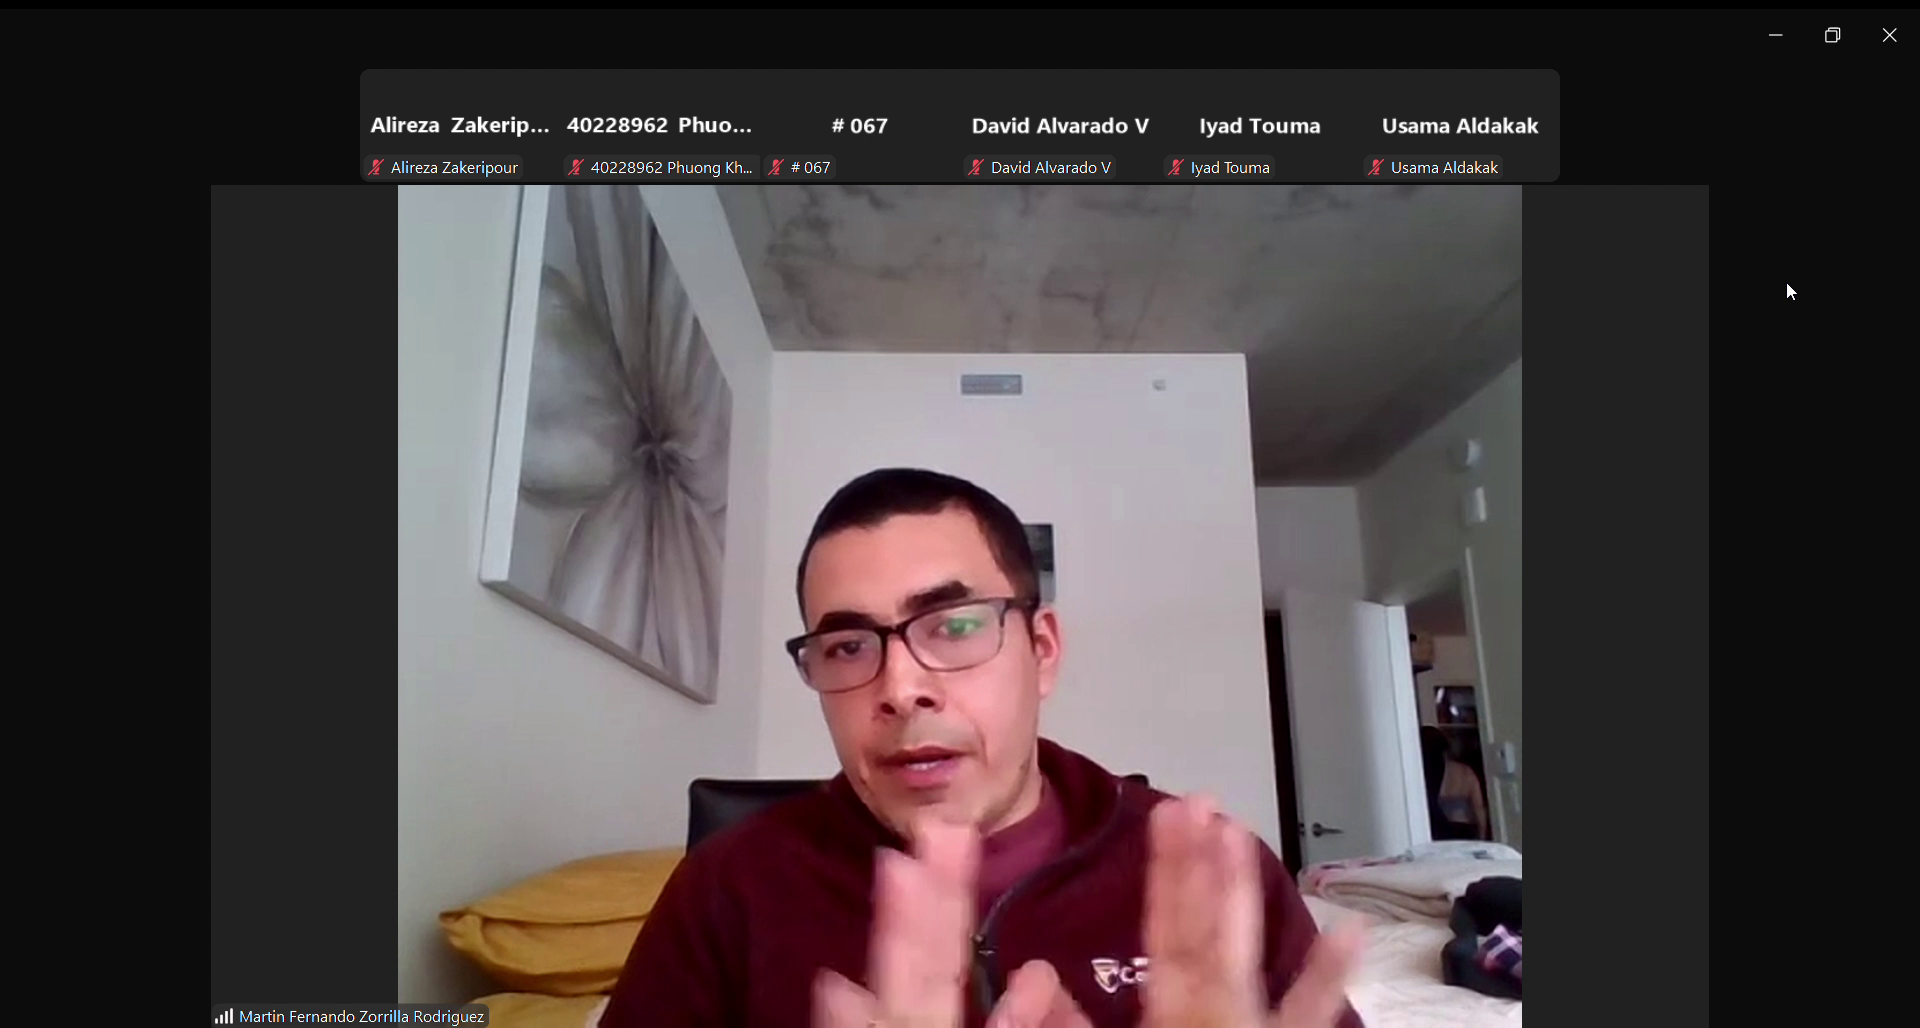 Alireza Zakerip... 40228962 Phuo... # 067 David Alvarado V Iyad Touma Usama Aldakak
Alireza Zakeripour 40228962 Phuong Kh... # 067 David Alvarado V Iyad Touma Usama Aldakak
Martin Fernando Zorrilla Rodriguez